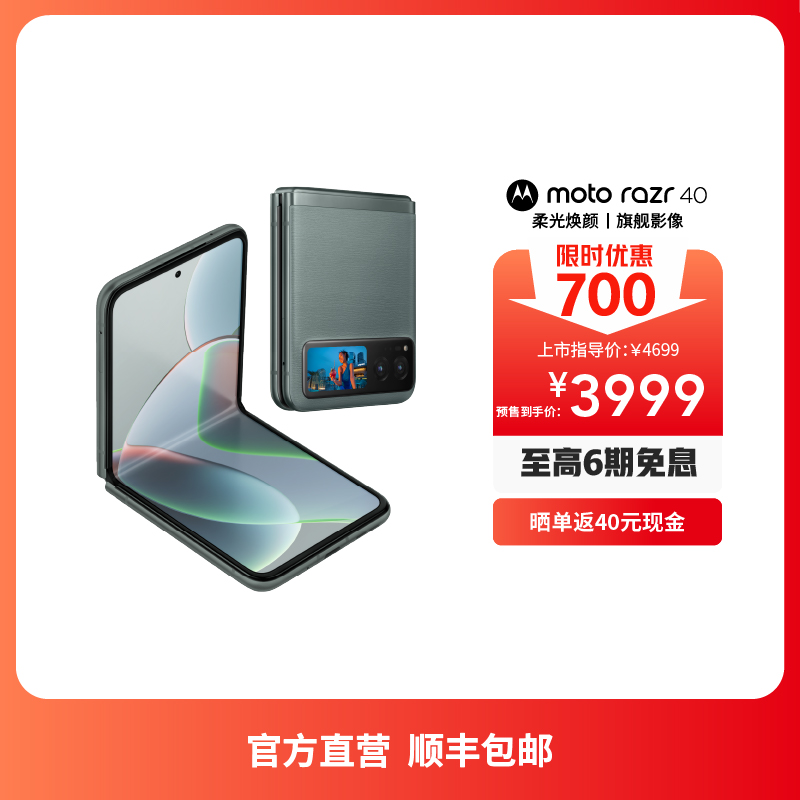 moto razr 40
柔光焕颜丨旗舰影像
限时优惠
700
上市指导价：¥4699
预售到手价：¥3999
至高6期免息
晒单返40元现金
官方直营 顺丰包邮